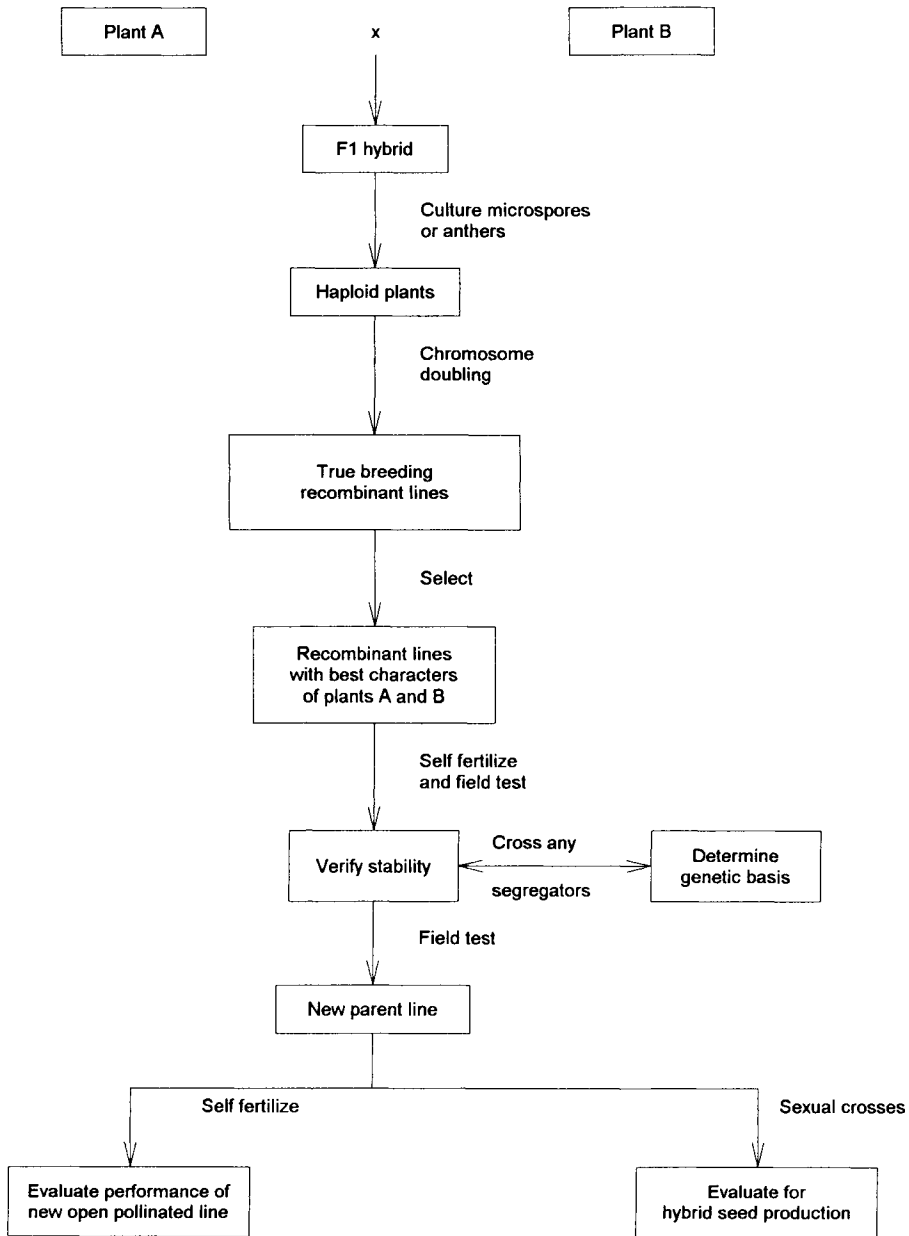 Plant A
x
Plant B
F1 hybrid
Culture microspores
or anthers
Haploid plants
Chromosome
doubling
True breeding
recombinant lines
Select
Recombinant lines
with best characters
of plants A and B
Self fertilize
and field test
Verify stability
Cross any
segregators
Determine
genetic basis
Field test
New parent line
Self fertilize
Sexual crosses
Evaluate performance of
new open pollinated line
Evaluate for
hybrid seed production